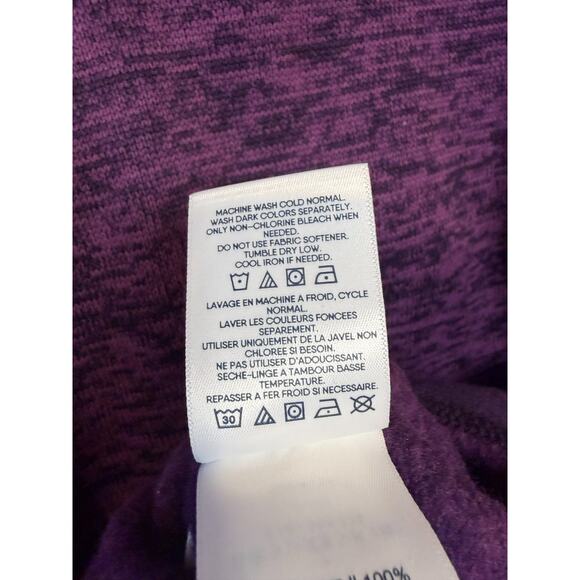 MACHINE WASH COLD NORMAL.
WASH DARK COLORS SEPARATELY.
ONLY NON-CHLORINE BLEACH WHEN
NEEDED.
DO NOT USE FABRIC SOFTENER.
TUMBLE DRY LOW.
COOL IRON IF NEEDED.
LAVAGE EN MACHINE A FROID, CYCLE
NORMAL.
LAVER LES COULEURS FONCEES
SEPAREMENT.
UTILISER UNIQUEMENT DE LA JAVEL NON
CHLOREE SI BESOIN.
NE PAS UTILISER D'ADOUCISSANT.
SECHE-LINGE A TAMBOUR BASSE
TEMPERATURE.
REPASSER A FER FROID SI NECESSAIRE.
30
100%